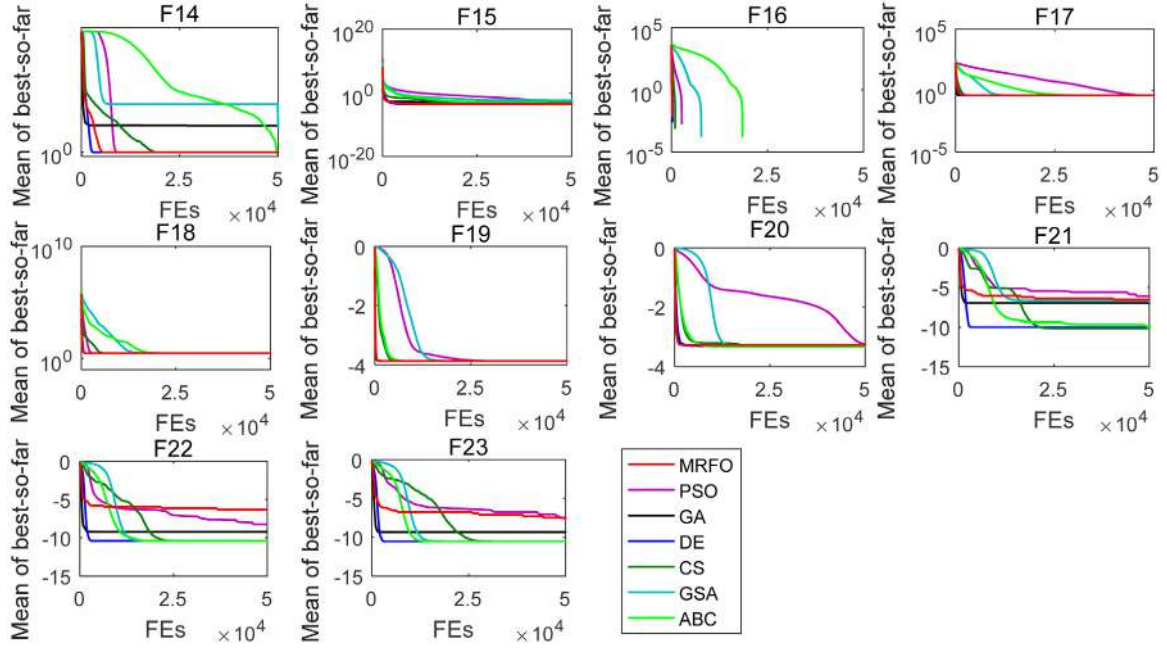 F14
Mean of best-so-far
10^0
0
2.5
5
FEs
× 10^4
F15
Mean of best-so-far
10^20
10^0
10^-20
0
2.5
5
FEs
× 10^4
F16
Mean of best-so-far
10^5
10^0
10^-5
0
2.5
5
FEs
× 10^4
F17
Mean of best-so-far
10^5
10^0
10^-5
0
2.5
5
FEs
× 10^4
F18
Mean of best-so-far
10^10
10^0
0
2.5
5
FEs
× 10^4
F19
Mean of best-so-far
0
-2
-4
0
2.5
5
FEs
× 10^4
F20
Mean of best-so-far
0
-2
-4
0
2.5
5
FEs
× 10^4
F21
Mean of best-so-far
0
-5
-10
-15
0
2.5
5
FEs
× 10^4
F22
Mean of best-so-far
0
-5
-10
-15
0
2.5
5
FEs
× 10^4
F23
Mean of best-so-far
0
-5
-10
-15
0
2.5
5
FEs
× 10^4
MRFO
PSO
GA
DE
CS
GSA
ABC